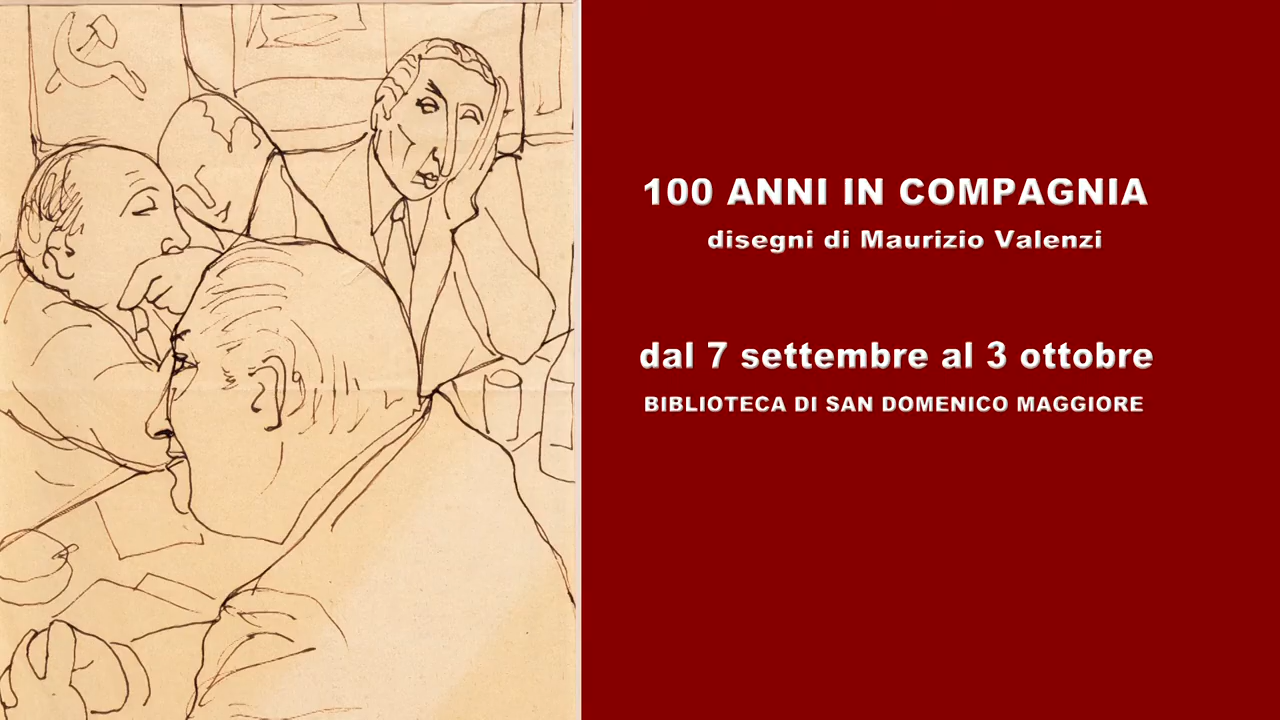 100 ANNI IN COMPAGNIA
disegni di Maurizio Valenzi
dal 7 settembre al 3 ottobre
BIBLIOTECA DI SAN DOMENICO MAGGIORE